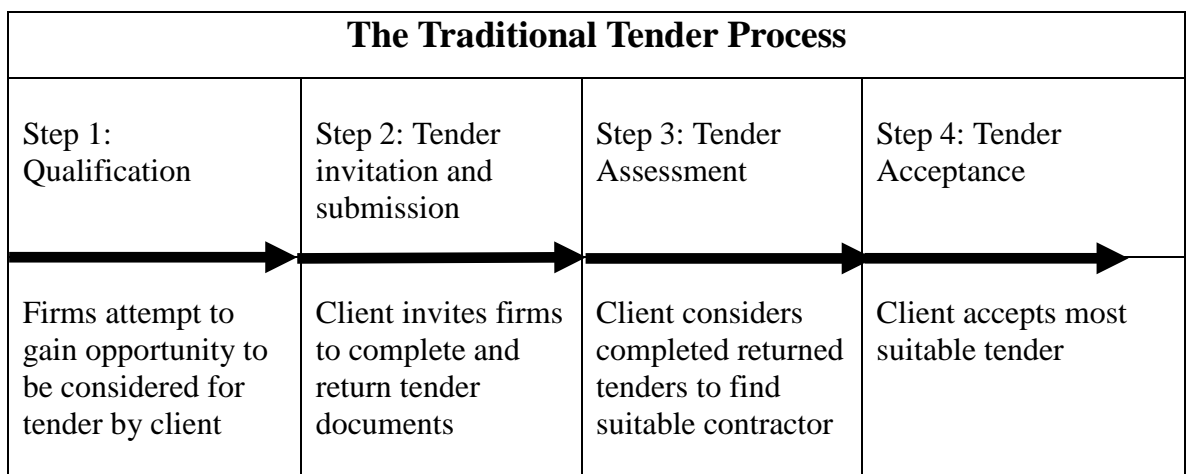 The Traditional Tender Process
Step 1:
Qualification
Step 2: Tender
invitation and
submission
Step 3: Tender
Assessment
Step 4: Tender
Acceptance
Firms attempt to
gain opportunity to
be considered for
tender by client
Client invites firms
to complete and
return tender
documents
Client considers
completed returned
tenders to find
suitable contractor
Client accepts most
suitable tender